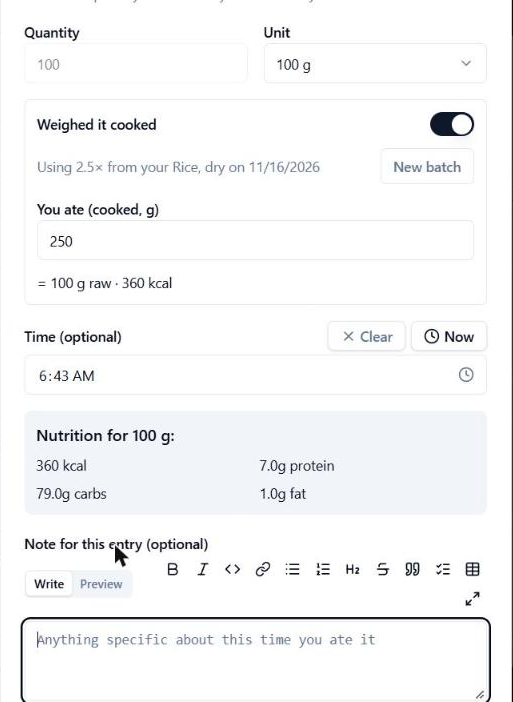 Quantity
Unit
100
100 g
Weighed it cooked
Using 2.5× from your Rice, dry on 11/16/2026
New batch
You ate (cooked, g)
250
= 100 g raw · 360 kcal
Time (optional)
Clear
Now
6:43 AM
Nutrition for 100 g:
360 kcal
7.0g protein
79.0g carbs
1.0g fat
Note for this entry (optional)
Write
Preview
B
I
H2
S
Anything specific about this time you ate it